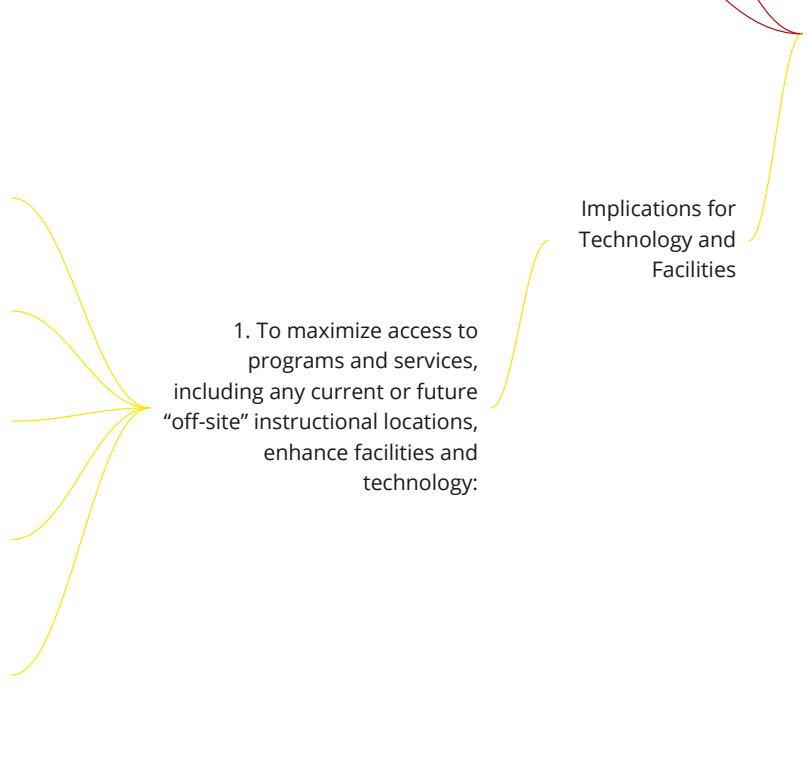 Implications for
Technology and
Facilities
1. To maximize access to
programs and services,
including any current or future
“off-site” instructional locations,
enhance facilities and
technology: